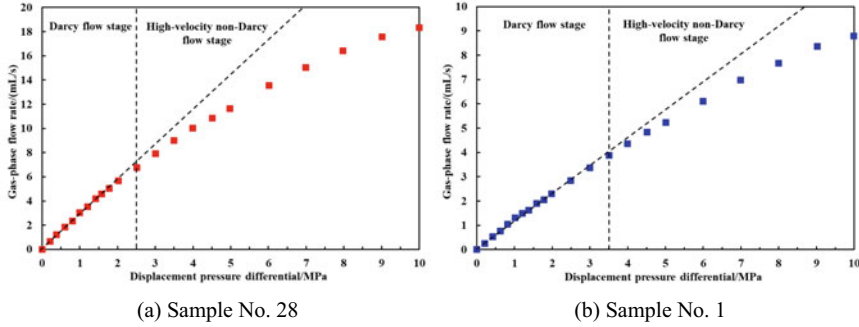 20
18
16
14
12
10
8
6
4
2
0
Gas-phase flow rate/(mL/s)
Darcy flow stage
High-velocity non-Darcy
flow stage
0 1 2 3 4 5 6 7 8 9 10
Displacement pressure differential/MPa
(a) Sample No. 28
10
9
8
7
6
5
4
3
2
1
0
Gas-phase flow rate/(mL/s)
Darcy flow stage
High-velocity non-Darcy
flow stage
0 1 2 3 4 5 6 7 8 9 10
Displacement pressure differential/MPa
(b) Sample No. 1